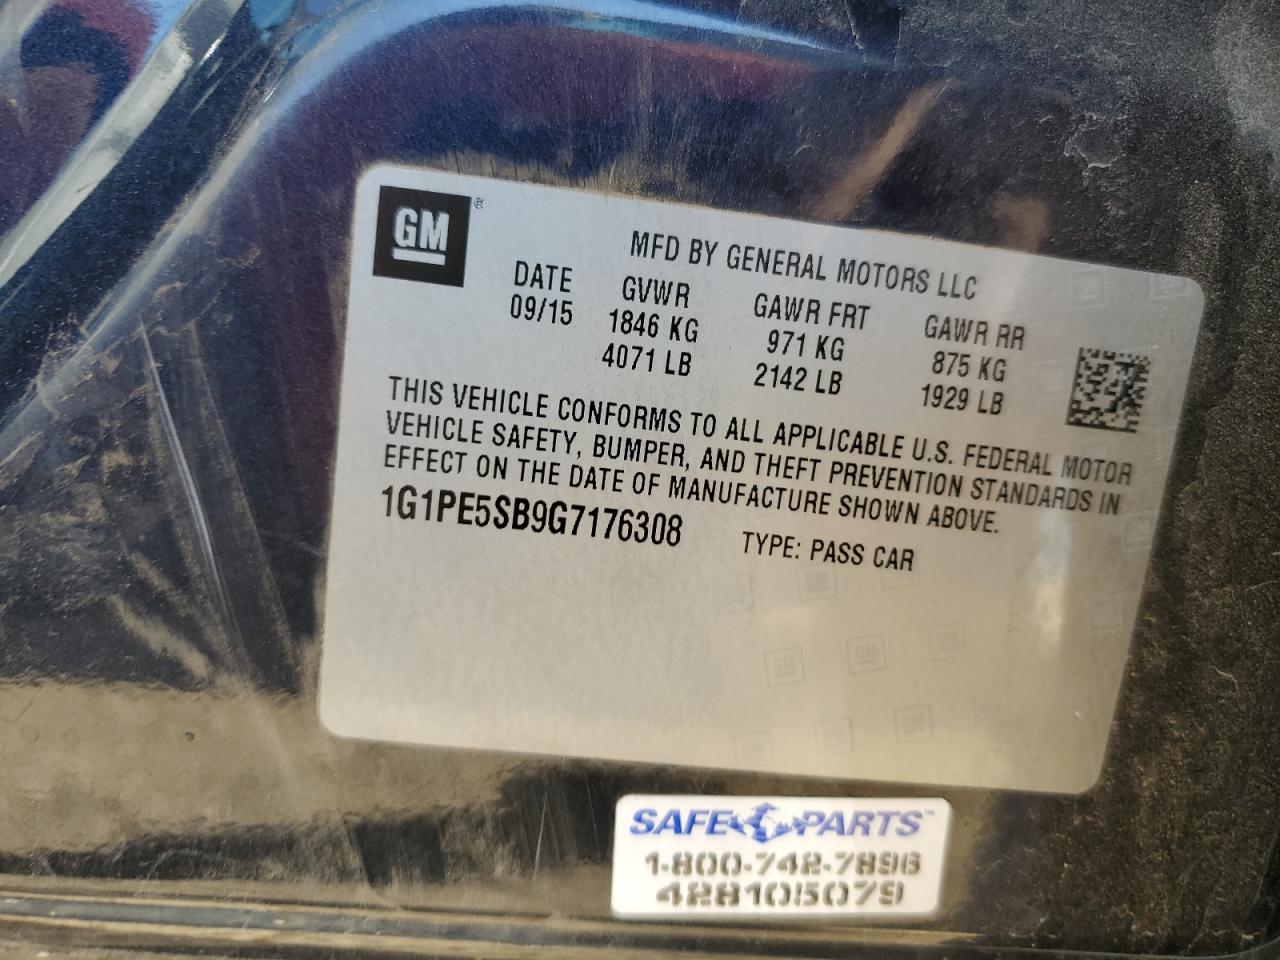 GM®
MFD BY GENERAL MOTORS LLC
DATE GVWR GAWR FRT GAWR RR
09/15 1846 KG 971 KG 875 KG
4071 LB 2142 LB 1929 LB
THIS VEHICLE CONFORMS TO ALL APPLICABLE U.S. FEDERAL MOTOR
VEHICLE SAFETY, BUMPER, AND THEFT PREVENTION STANDARDS IN
EFFECT ON THE DATE OF MANUFACTURE SHOWN ABOVE.
1G1PE5SB9G7176308 TYPE: PASS CAR
SAFE PARTS™
1-800-742-7896
428105079